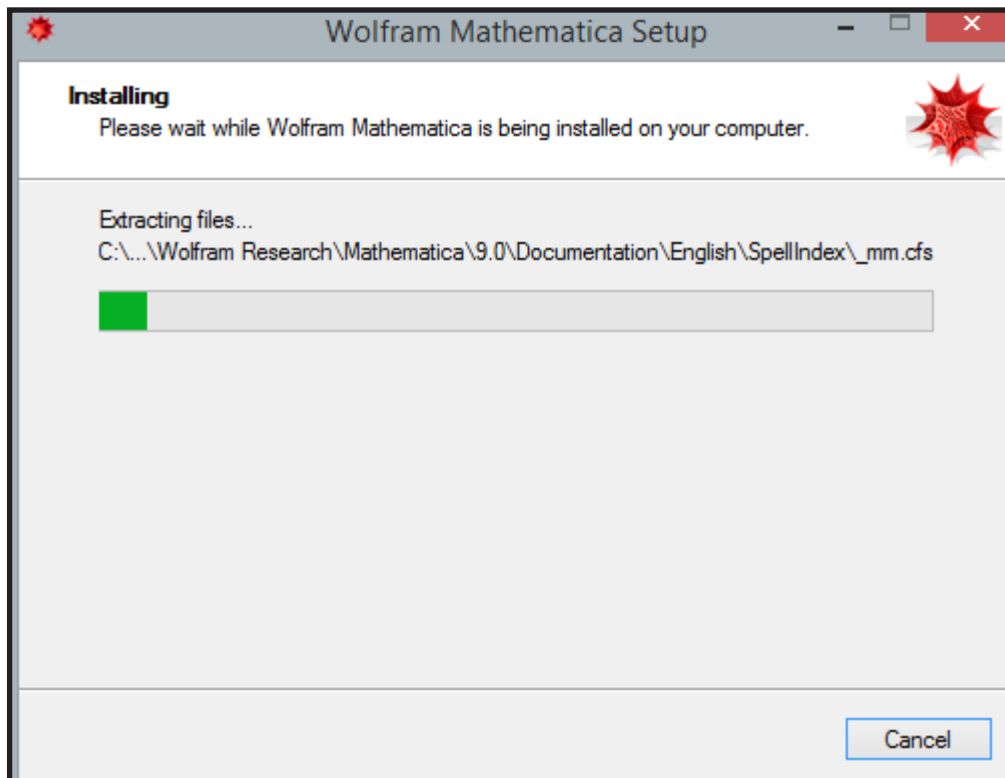 Wolfram Mathematica Setup
Installing
Please wait while Wolfram Mathematica is being installed on your computer.
Extracting files...
C:\...\Wolfram Research\Mathematica\9.0\Documentation\English\SpellIndex\_mm.cfs
Cancel